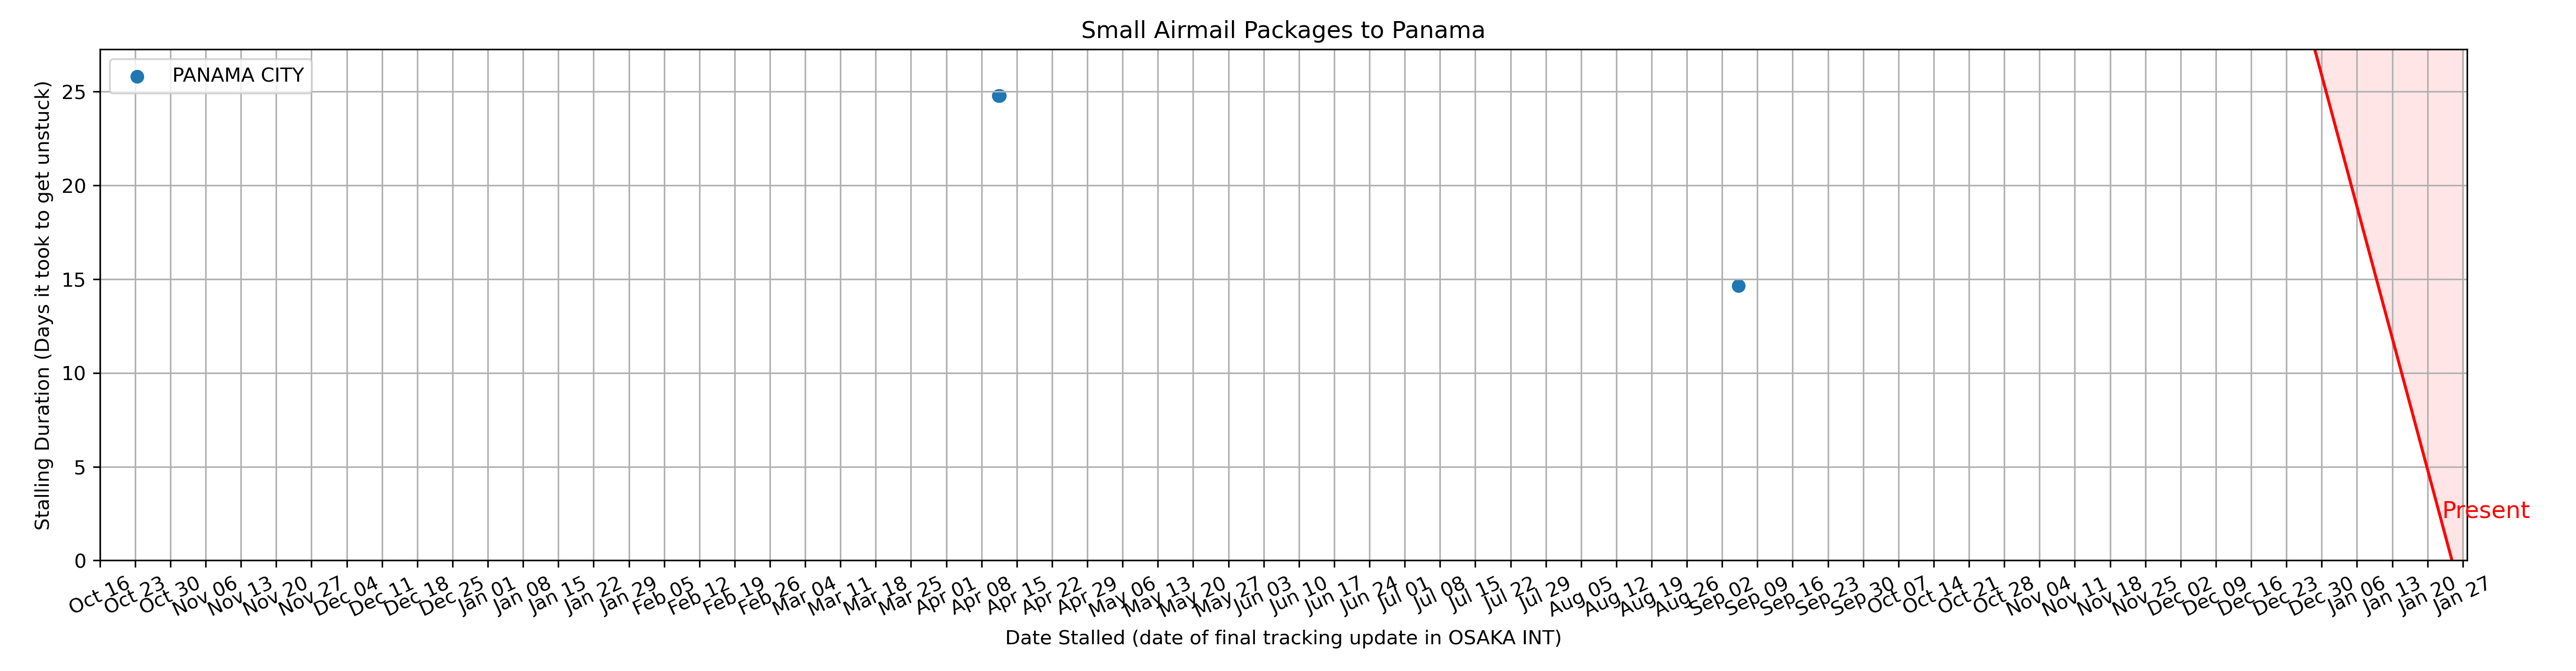 Small Airmail Packages to Panama
PANAMA CITY
Stalling Duration (Days it took to get unstuck)
25
20
15
10
5
0
Present
Oct 16
Oct 23
Oct 30
Nov 06
Nov 13
Nov 20
Nov 27
Dec 04
Dec 11
Dec 18
Dec 25
Jan 01
Jan 08
Jan 15
Jan 22
Jan 29
Feb 05
Feb 12
Feb 19
Feb 26
Mar 04
Mar 11
Mar 18
Mar 25
Apr 01
Apr 08
Apr 15
Apr 22
Apr 29
May 06
May 13
May 20
May 27
Jun 03
Jun 10
Jun 17
Jun 24
Jul 01
Jul 08
Jul 15
Jul 22
Jul 29
Aug 05
Aug 12
Aug 19
Aug 26
Sep 02
Sep 09
Sep 16
Sep 23
Sep 30
Oct 07
Oct 14
Oct 21
Oct 28
Nov 04
Nov 11
Nov 18
Nov 25
Dec 02
Dec 09
Dec 16
Dec 23
Dec 30
Jan 06
Jan 13
Jan 20
Jan 27
Date Stalled (date of final tracking update in OSAKA INT)